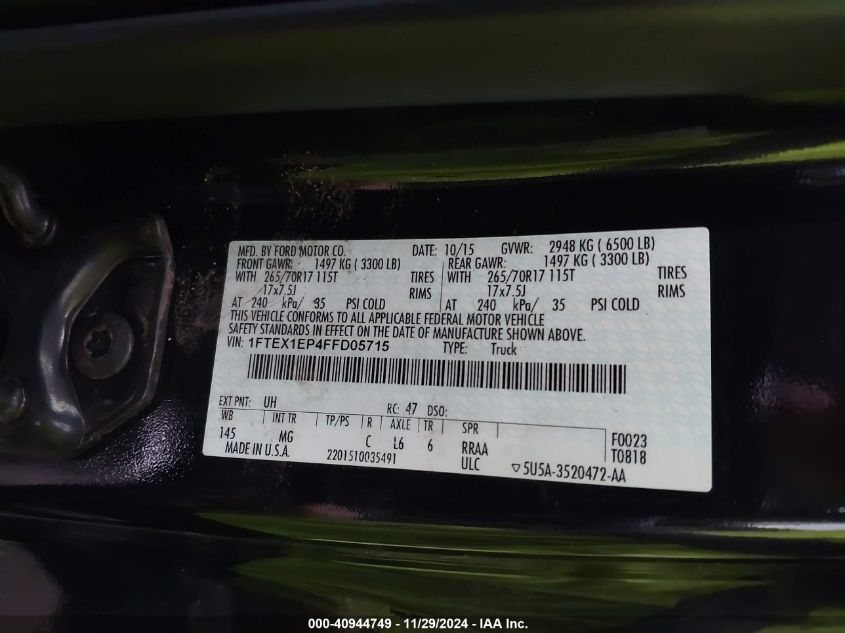 MFD. BY FORD MOTOR CO. DATE: 10/15 GVWR: 2948 KG ( 6500 LB)
FRONT GAWR: 1497 KG ( 3300 LB) REAR GAWR: 1497 KG ( 3300 LB)
WITH 265/70R17 115T TIRES WITH 265/70R17 115T TIRES
17x7.5J RIMS 17x7.5J RIMS
AT 240 kPa/ 35 PSI COLD AT 240 kPa/ 35 PSI COLD
THIS VEHICLE CONFORMS TO ALL APPLICABLE FEDERAL MOTOR VEHICLE
SAFETY STANDARDS IN EFFECT ON THE DATE OF MANUFACTURE SHOWN ABOVE.
VIN: 1FTEX1EP4FFD05715 TYPE: Truck
EXT PNT: UH RC: 47 DSO:
WB INT TR TP/PS R AXLE TR SPR
145 MG C L6 6 RRAA F0023
MADE IN U.S.A. 2201510035491 ULC ▽5U5A-3520472-AA T0818
000-40944749 - 11/29/2024 - IAA Inc.